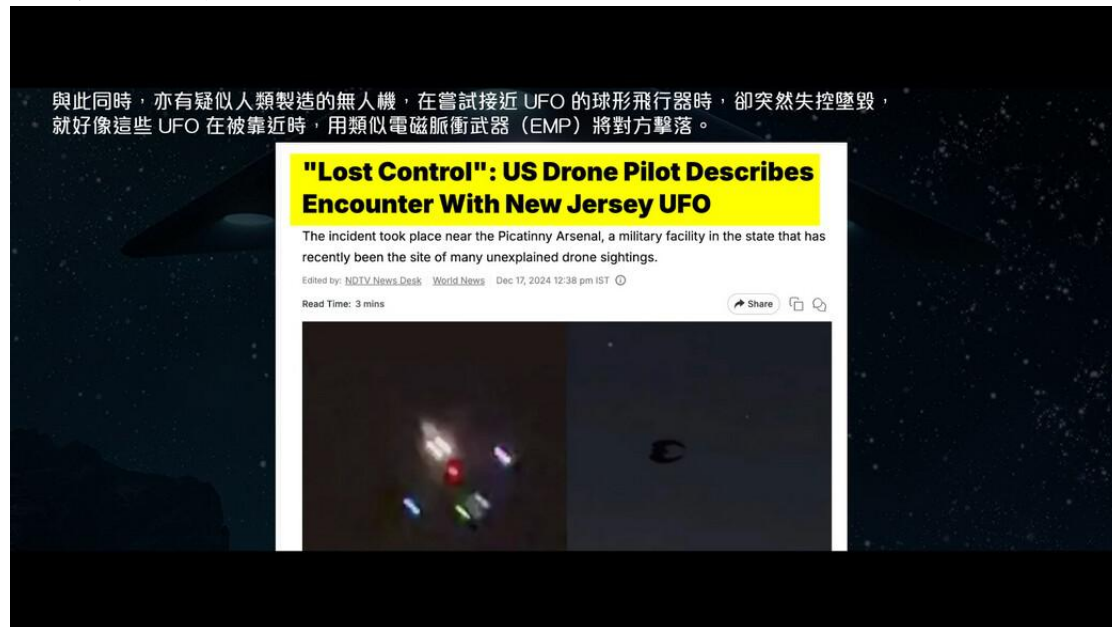 與此同時，亦有疑似人類製造的無人機，在嘗試接近 UFO 的球形飛行器時，卻突然失控墜毀，
就好像這些 UFO 在被靠近時，用類似電磁脈衝武器（EMP）將對方擊落。
"Lost Control": US Drone Pilot Describes
Encounter With New Jersey UFO
The incident took place near the Picatinny Arsenal, a military facility in the state that has
recently been the site of many unexplained drone sightings.
Edited by: NDTV News Desk World News Dec 17, 2024 12:38 pm IST
Read Time: 3 mins
Share